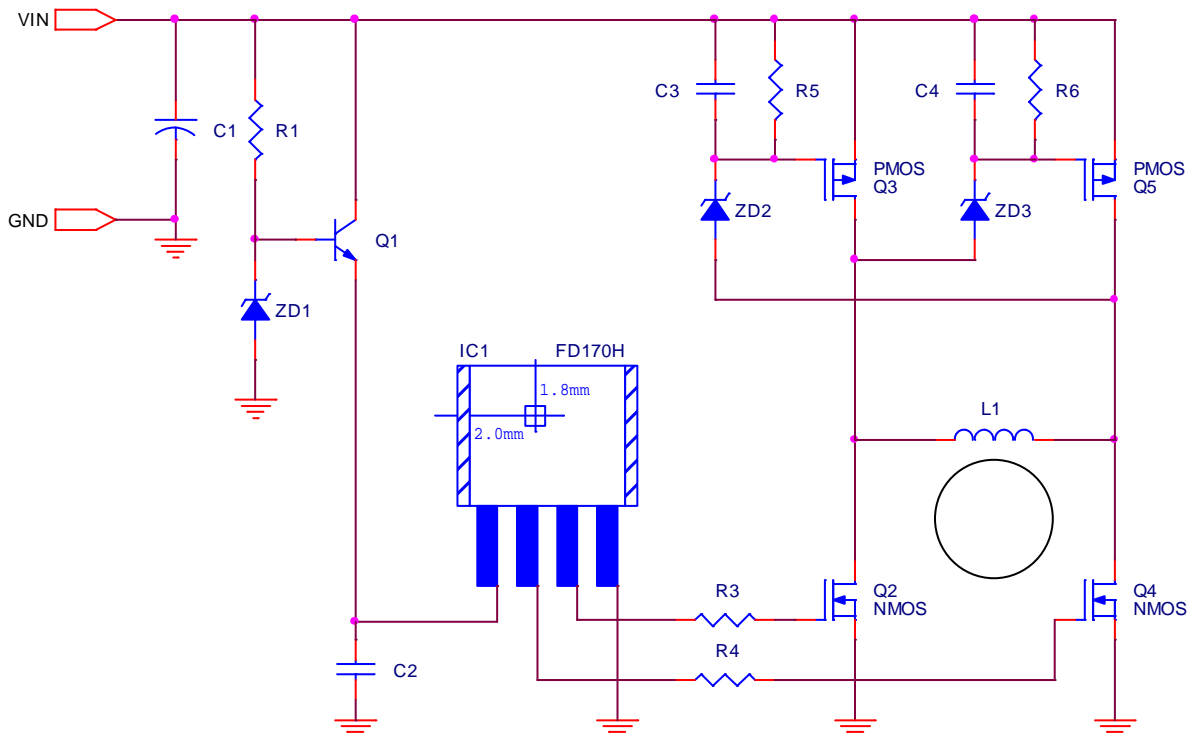 VIN
C3
R5
C4
R6
C1
R1
PMOS
Q3
PMOS
Q5
GND
ZD2
ZD3
Q1
ZD1
IC1
FD170H
1.8mm
2.0mm
L1
R3
Q2
NMOS
Q4
NMOS
R4
C2